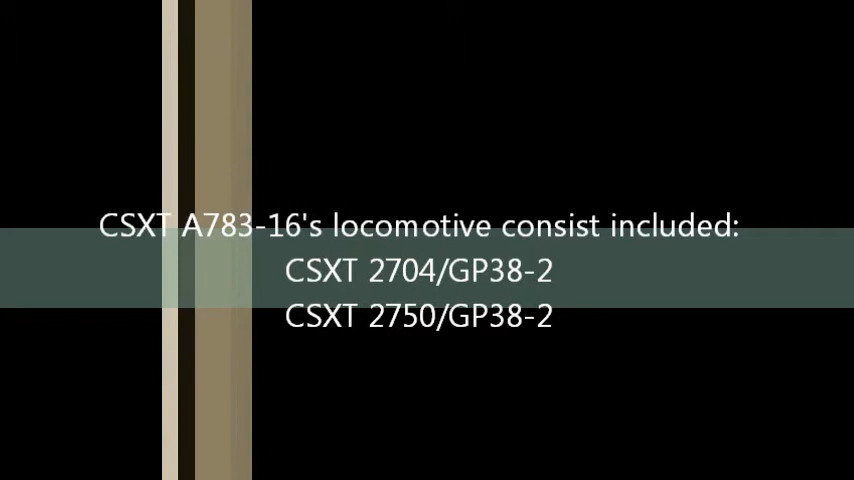 CSXT A783-16's locomotive consist included:
CSXT 2704/GP38-2
CSXT 2750/GP38-2